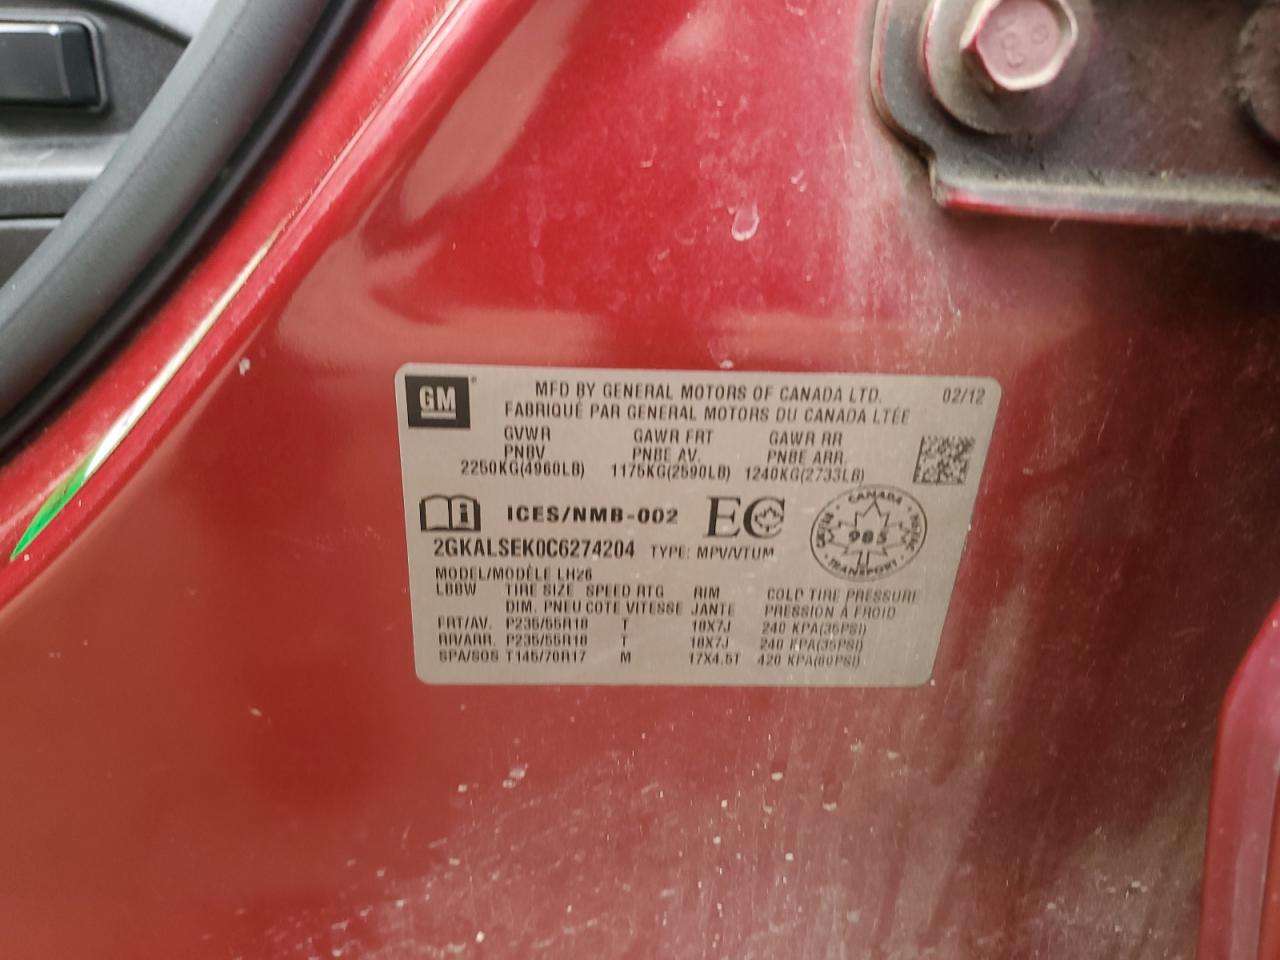 GM
MFD BY GENERAL MOTORS OF CANADA LTD. 02/12
FABRIQUÉ PAR GENERAL MOTORS DU CANADA LTÉE
GVWR GAWR FRT GAWR RR
PNBV PNBE AV. PNBE ARR.
2250KG(4960LB) 1175KG(2590LB) 1240KG(2733LB)
ICES/NMB-002 EC
CANADA
985
TRANSPORT
2GKALSEK0C6274204 TYPE: MPV/VTUM
MODEL/MODÈLE LH26
LBBW TIRE SIZE SPEED RTG RIM COLD TIRE PRESSURE
DIM. PNEU COTE VITESSE JANTE PRESSION À FROID
FRT/AV. P235/55R18 T 18X7J 240 KPA(35PSI)
RR/ARR. P235/55R18 T 18X7J 240 KPA(35PSI)
SPA/SOS T145/70R17 M 17X4.5T 420 KPA(60PSI)